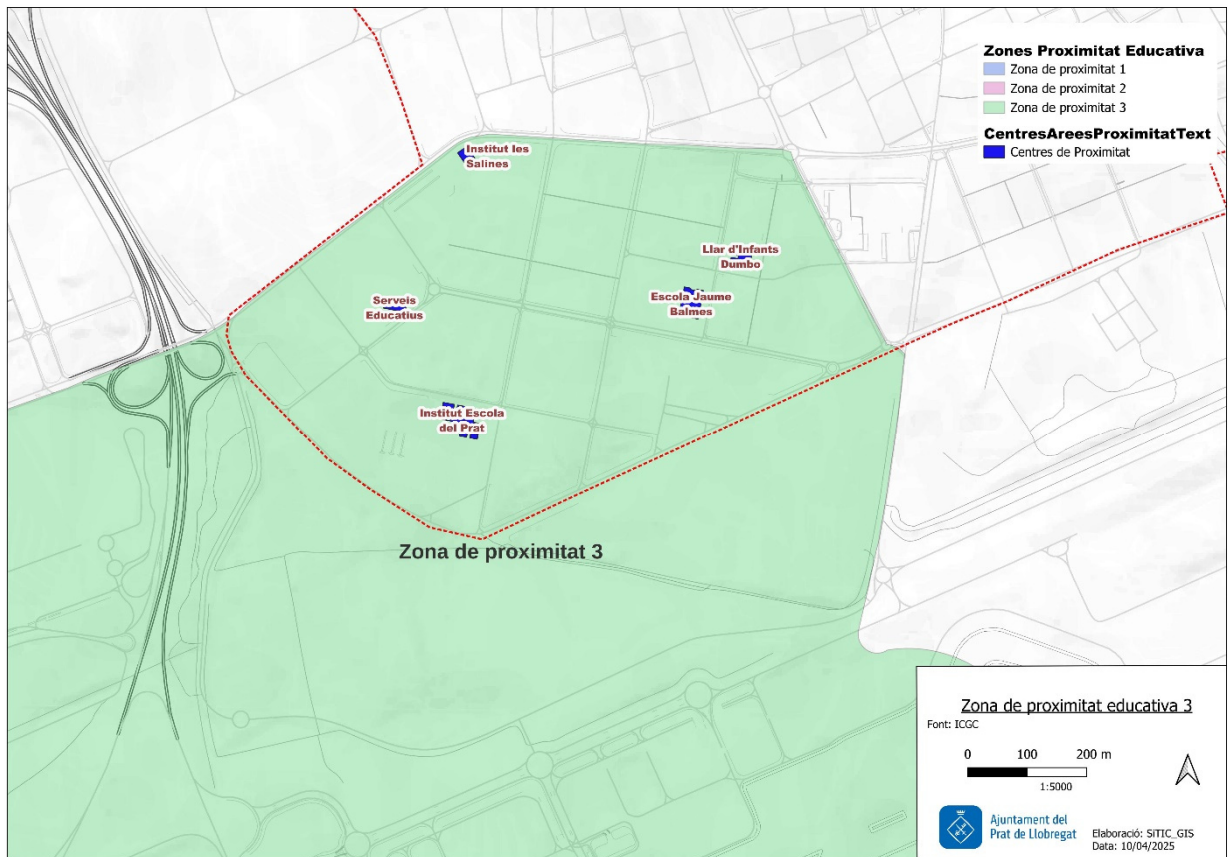 Zones Proximitat Educativa
Zona de proximitat 1
Zona de proximitat 2
Zona de proximitat 3
CentresAreesProximitatText
Centres de Proximitat
Institut les
Salines
Llar d'Infants
Dumbo
Serveis
Educatius
Escola Jaume
Balmes
Institut Escola
del Prat
Zona de proximitat 3
Zona de proximitat educativa 3
Font: ICGC
0 100 200 m
1:5000
Ajuntament del
Prat de Llobregat
Elaboració: SiTIC_GIS
Data: 10/04/2025